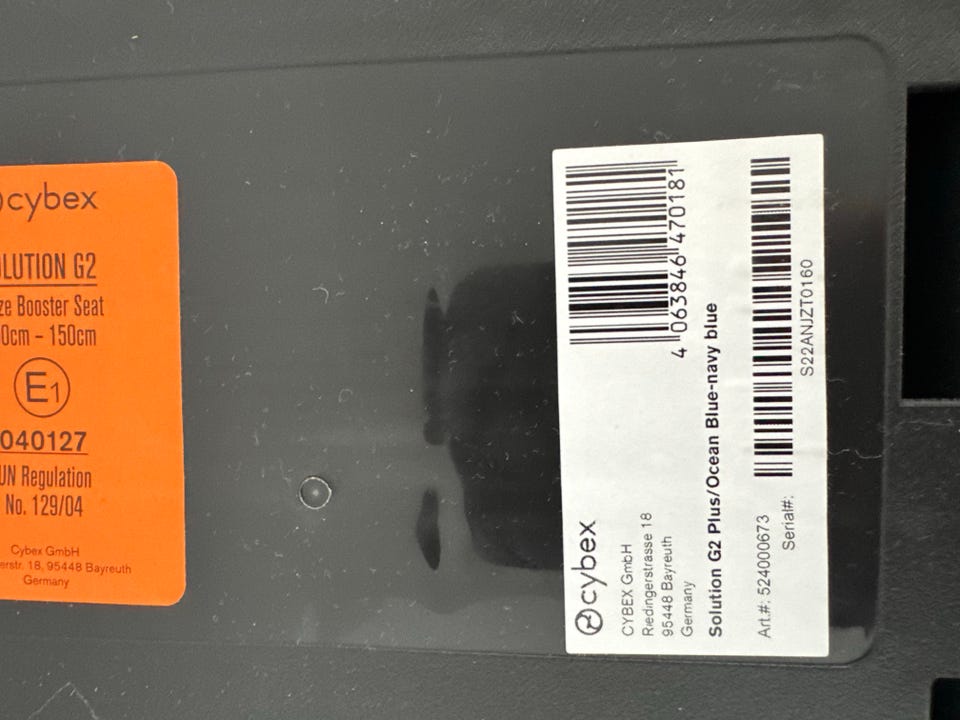 cybex
LUTION G2
ze Booster Seat
0cm – 150cm
E1
040127
UN Regulation
No. 129/04
Cybex GmbH
erstr. 18, 95448 Bayreuth
Germany
cybex
CYBEX GmbH
Riedingerstrasse 18
95448 Bayreuth
Germany
4 063846 470181
Solution G2 Plus/Ocean Blue-navy blue
Art.#: 524000673
Serial#:
S22ANJZT0160